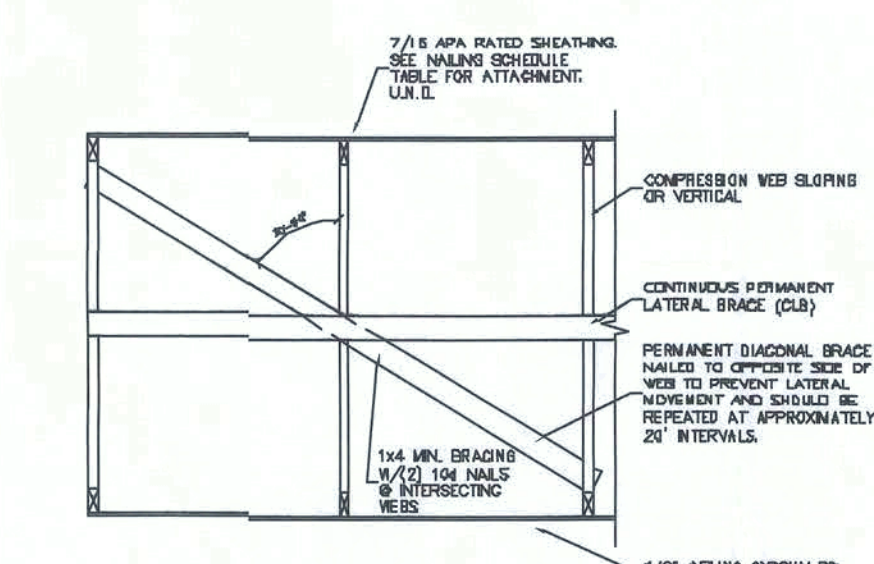 7/16 APA RATED SHEATHING.
SEE NAILING SCHEDULE
TABLE FOR ATTACHMENT.
U.N.O.
COMPRESSION WEB SLOPING
OR VERTICAL
CONTINUOUS PERMANENT
LATERAL BRACE (CLB)
PERMANENT DIAGONAL BRACE
NAILED TO OPPOSITE SIDE OF
WEB TO PREVENT LATERAL
MOVEMENT AND SHOULD BE
REPEATED AT APPROXIMATELY
20' INTERVALS.
1x4 MIN. BRACING
W/(2) 10d NAILS
@ INTERSECTING
WEBS